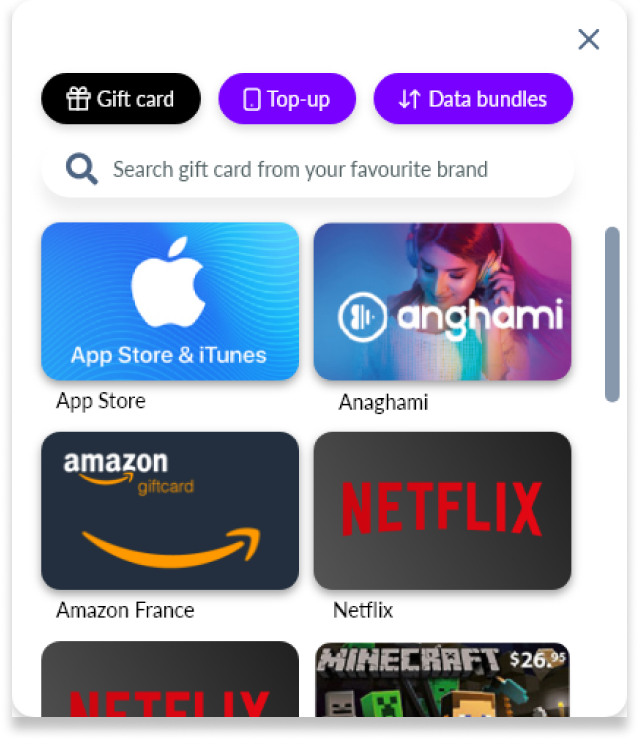 Gift card
Top-up
Data bundles
Search gift card from your favourite brand
App Store & iTunes
anghami
App Store
Anaghami
amazon
giftcard
NETFLIX
Amazon France
Netflix
NETFLIX
MINECRAFT $26.95